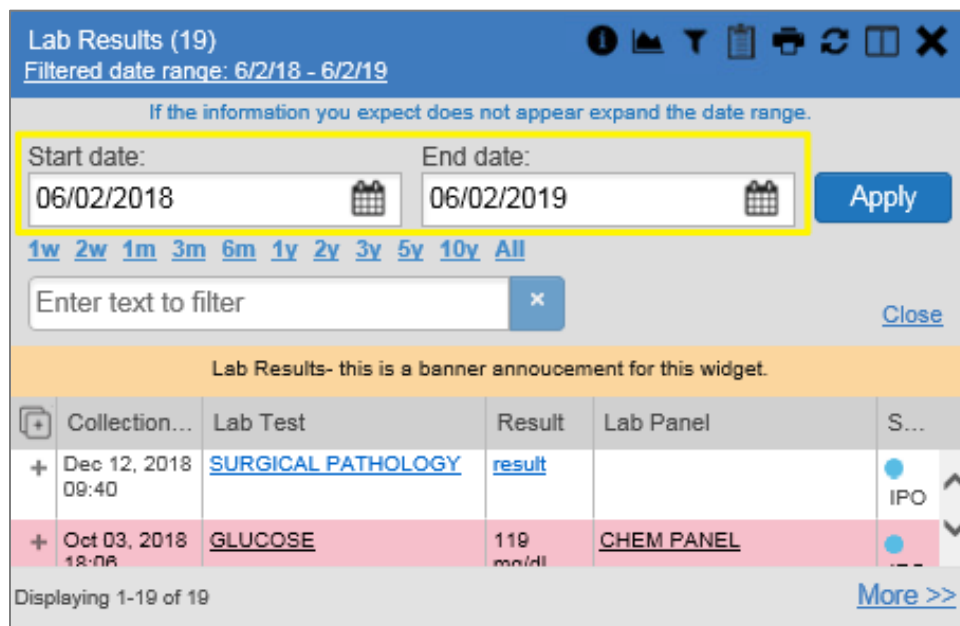 Lab Results (19)
Filtered date range: 6/2/18 - 6/2/19
If the information you expect does not appear expand the date range.
Start date: End date:
06/02/2018 06/02/2019 Apply
1w 2w 1m 3m 6m 1y 2y 3y 5y 10y All
Enter text to filter ×
Close
Lab Results- this is a banner annoucement for this widget.
Collection... Lab Test Result Lab Panel S...
+ Dec 12, 2018 SURGICAL PATHOLOGY result
09:40 IPO
+ Oct 03, 2018 GLUCOSE 119 CHEM PANEL
18:06 mg/dl
Displaying 1-19 of 19 More >>